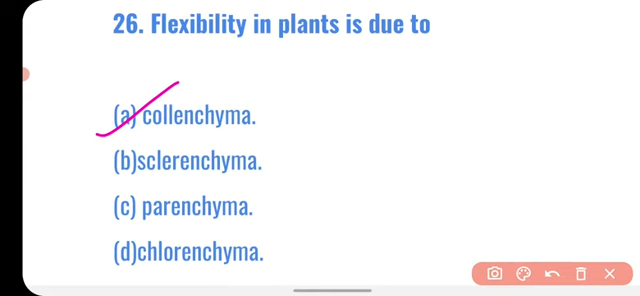 26. Flexibility in plants is due to
(a) collenchyma.
(b)sclerenchyma.
(c) parenchyma.
(d)chlorenchyma.